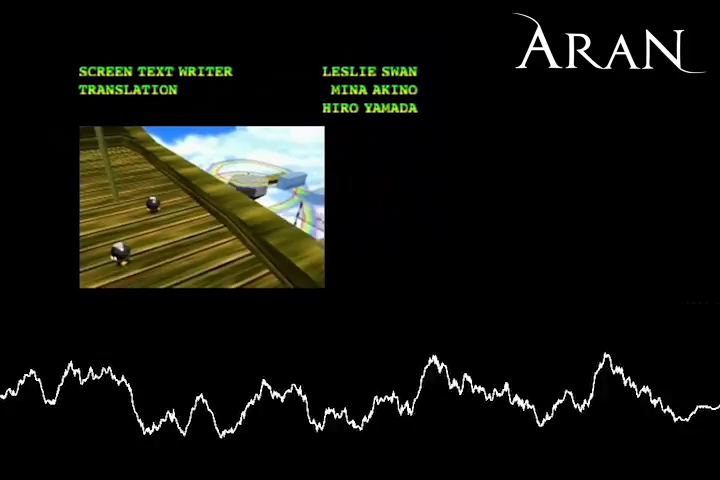 ARAN
SCREEN TEXT WRITER LESLIE SWAN
TRANSLATION MINA AKINO
HIRO YAMADA